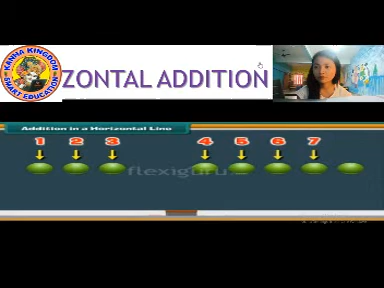 KANHA KINGDOM
SMART EDUCATION
ZONTAL ADDITION
Addition in a Horizontal Line
1 2 3 4 5 6 7
flexiguru